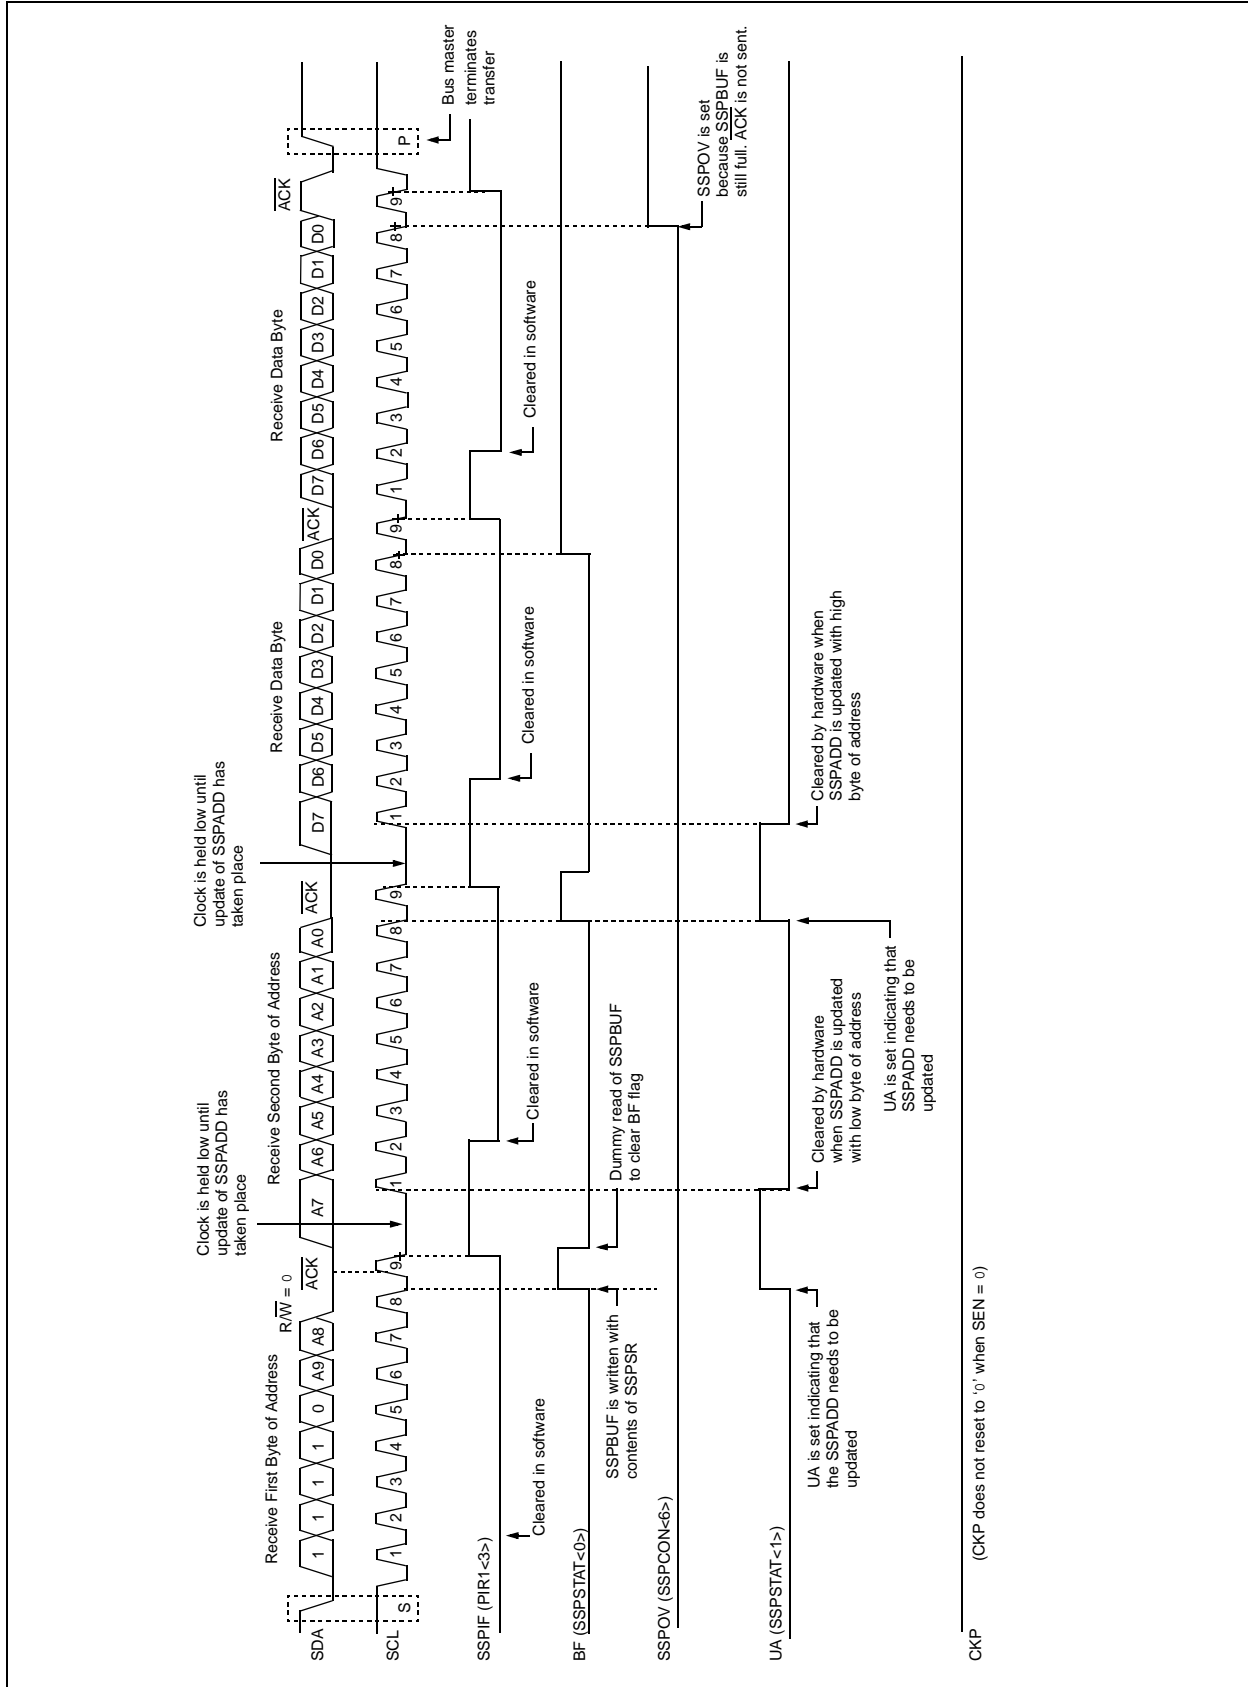 Receive First Byte of Address
R/W = 0
ACK
Clock is held low until
update of SSPADD has
taken place
Receive Second Byte of Address
Clock is held low until
update of SSPADD has
taken place
ACK
Receive Data Byte
ACK
Receive Data Byte
ACK
SDA
1
1
1
1
0
A9
A8
A7
A6
A5
A4
A3
A2
A1
A0
D7
D6
D5
D4
D3
D2
D1
D0
D7
D6
D5
D4
D3
D2
D1
D0
SCL
S
1
2
3
4
5
6
7
8
9
1
2
3
4
5
6
7
8
9
1
2
3
4
5
6
7
8
9
1
2
3
4
5
6
7
8
9
P
Bus master
terminates
transfer
SSPIF (PIR1<3>)
Cleared in software
Cleared in software
Cleared in software
Cleared in software
BF (SSPSTAT<0>)
SSPBUF is written with
contents of SSPSR
Dummy read of SSPBUF
to clear BF flag
SSPOV (SSPCON<6>)
SSPOV is set
because SSPBUF is
still full. ACK is not sent.
UA (SSPSTAT<1>)
UA is set indicating that
the SSPADD needs to be
updated
Cleared by hardware
when SSPADD is updated
with low byte of address
UA is set indicating that
SSPADD needs to be
updated
Cleared by hardware when
SSPADD is updated with high
byte of address
CKP
(CKP does not reset to ‘0’ when SEN = 0)